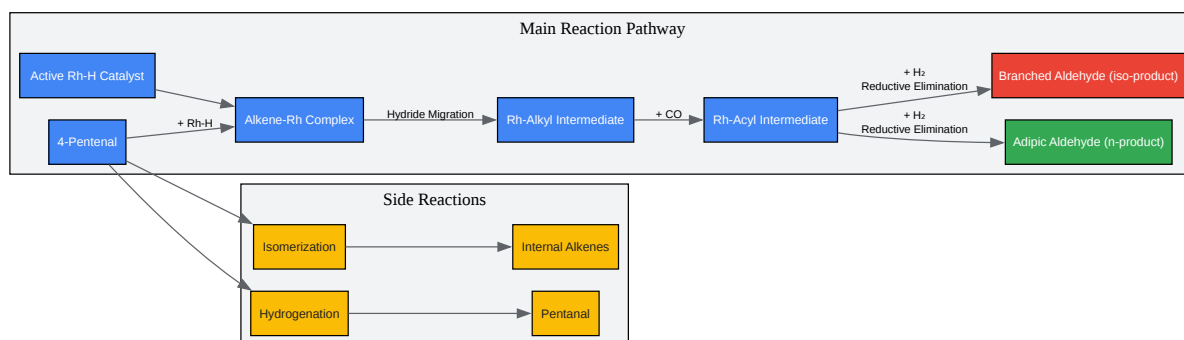 Main Reaction Pathway
Active Rh-H Catalyst
4-Pentenal
+ Rh-H
Alkene-Rh Complex
Hydride Migration
Rh-Alkyl Intermediate
+ CO
Rh-Acyl Intermediate
+ H₂
Reductive Elimination
Branched Aldehyde (iso-product)
+ H₂
Reductive Elimination
Adipic Aldehyde (n-product)
Side Reactions
Isomerization
Internal Alkenes
Hydrogenation
Pentanal